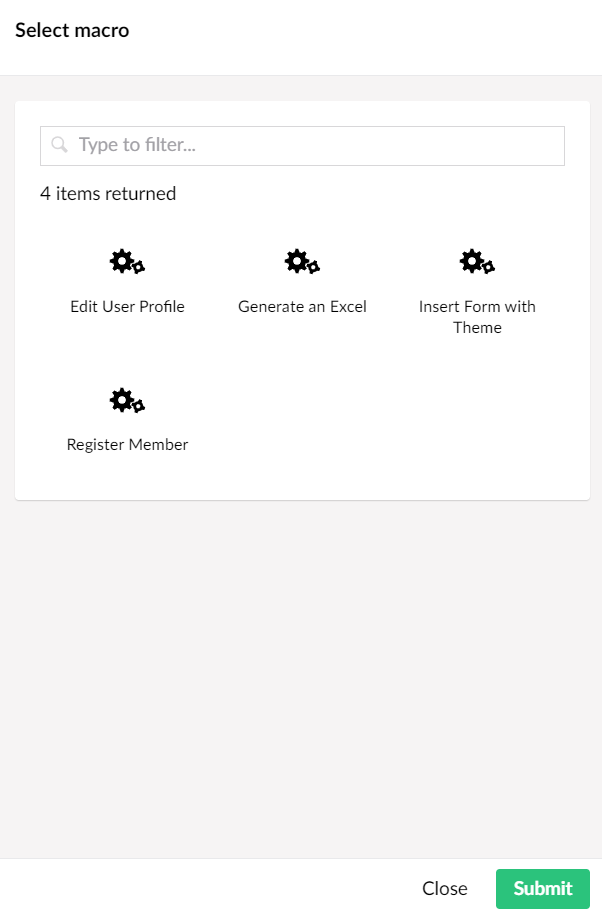 Select macro
Type to filter...
4 items returned
Edit User Profile
Generate an Excel
Insert Form with
Theme
Register Member
Close
Submit